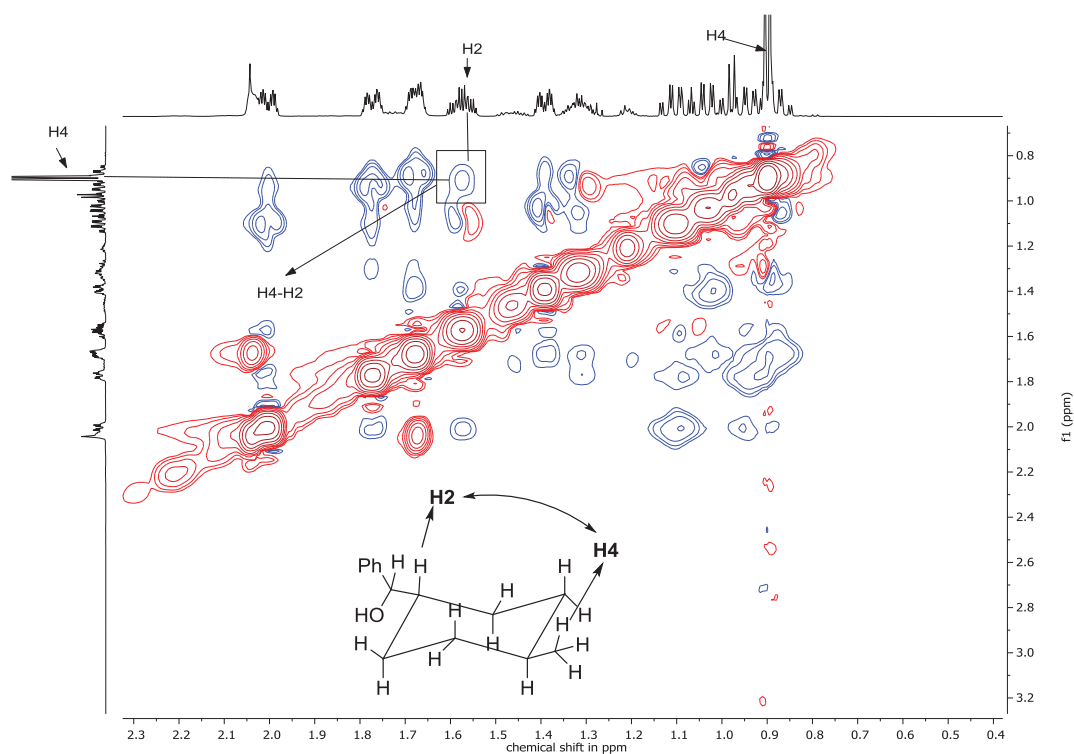 H2
H4
H4
H4-H2
0.8
1.0
1.2
1.4
1.6
1.8
2.0
2.2
2.4
2.6
2.8
3.0
3.2
f1 (ppm)
H2
H4
Ph
H
H
H
H
H
H
H
HO
H
H
H
H
H
H
H
2.3 2.2 2.1 2.0 1.9 1.8 1.7 1.6 1.5 1.4 1.3 1.2 1.1 1.0 0.9 0.8 0.7 0.6 0.5 0.4
chemical shift in ppm